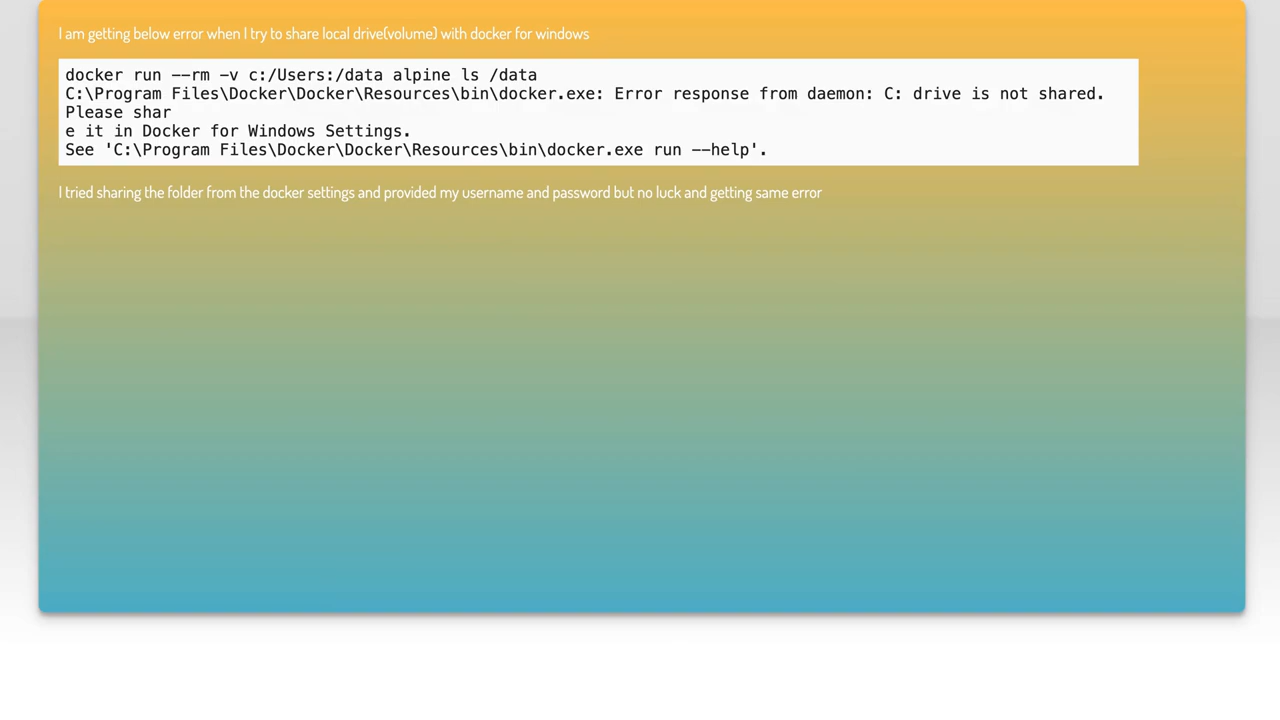 I am getting below error when I try to share local drive(volume) with docker for windows
docker run --rm -v c:/Users:/data alpine ls /data
C:\Program Files\Docker\Docker\Resources\bin\docker.exe: Error response from daemon: C: drive is not shared.
Please shar
e it in Docker for Windows Settings.
See 'C:\Program Files\Docker\Docker\Resources\bin\docker.exe run --help'.
I tried sharing the folder from the docker settings and provided my username and password but no luck and getting same error